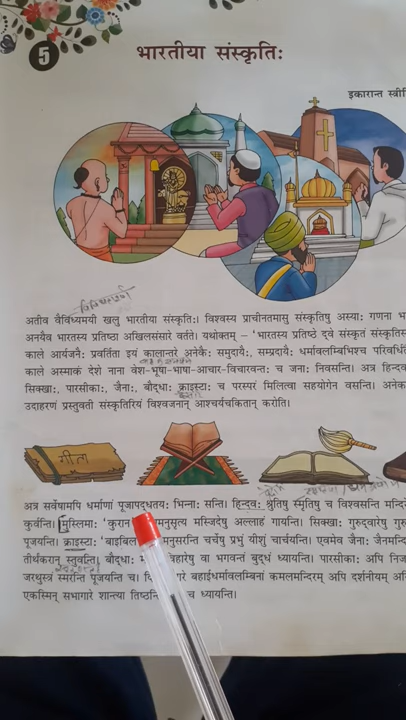 5
भारतीया संस्कृतिः
इकारान्त स्त्री
अतीव वैविध्यमयी खलु भारतीया संस्कृतिः। विश्वस्य प्राचीनतमासु संस्कृतिषु अस्याः गणना भ
अनयैव भारतस्य प्रतिष्ठा अखिलसंसारे वर्तते। यथोक्तम् – 'भारतस्य प्रतिष्ठे द्वे संस्कृतं संस्कृतिस
काले आर्यजनैः प्रवर्तिता इयं कालान्तरे अनेकैः समुदायैः, सम्प्रदायैः धर्मावलम्बिभिश्च परिवर्धि
काले अस्माकं देशे नाना वेश-भूषा-भाषा-आचार-विचारवन्तः च जनाः निवसन्ति। अत्र हिन्दव
सिक्खाः, पारसीकाः, जैनाः, बौद्धाः क्राइस्टाः च परस्परं मिलित्वा सहयोगेन वसन्ति। अनेक
उदाहरणं प्रस्तुवती संस्कृतिरियं विश्वजनान् आश्चर्यचकितान् करोति।
गीता
अत्र सर्वेषामपि धर्माणां पूजापद्धतयः भिन्नाः सन्ति। हिन्दवः श्रुतिषु स्मृतिषु च विश्वसन्ति मन्दि
कुर्वन्ति। इस्लिमाः 'कुरान मनुसृत्य मस्जिदेषु अल्लाहं गायन्ति। सिक्खाः गुरुद्वारेषु गुरु
पूजयन्ति। क्राइस्टाः 'बाइबिल मनुसरन्ति चर्चेषु प्रभुं यीशुं चार्चयन्ति। एवमेव जैनाः जैनमन्दि
तीर्थंकरान् स्तुवन्ति। बौद्धाः विहारेषु वा भगवन्तं बुद्धं ध्यायन्ति। पारसीकाः अपि निज
जरथुस्त्रं स्मरन्ति पूजयन्ति च। गरे बहाईधर्मावलम्बिनां कमलमन्दिरम् अपि दर्शनीयम् अ
एकस्मिन् सभागारे शान्त्या तिष्ठन्ति च ध्यायन्ति।